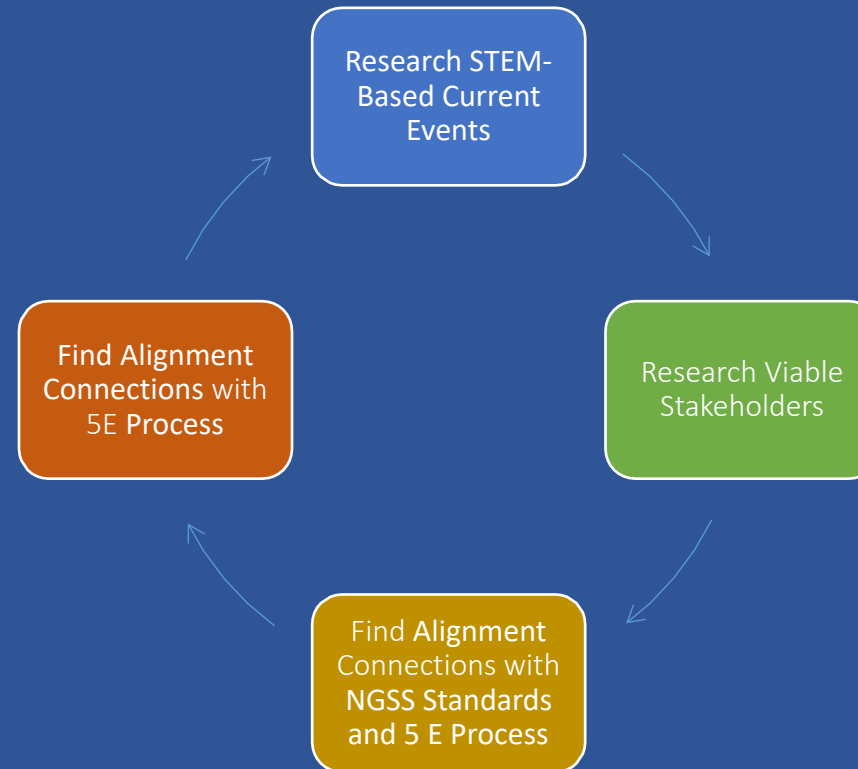 Research STEM-
Based Current
Events
Research Viable
Stakeholders
Find Alignment
Connections with
NGSS Standards
and 5 E Process
Find Alignment
Connections with
5E Process